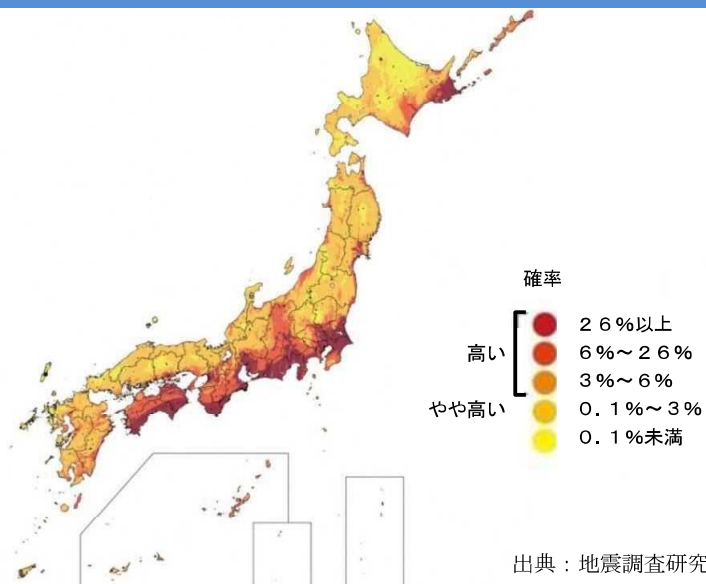 確率
２６％以上
高い ６％～２６％
３％～６％
やや高い ０．１％～３％
０．１％未満
出典：地震調査研究